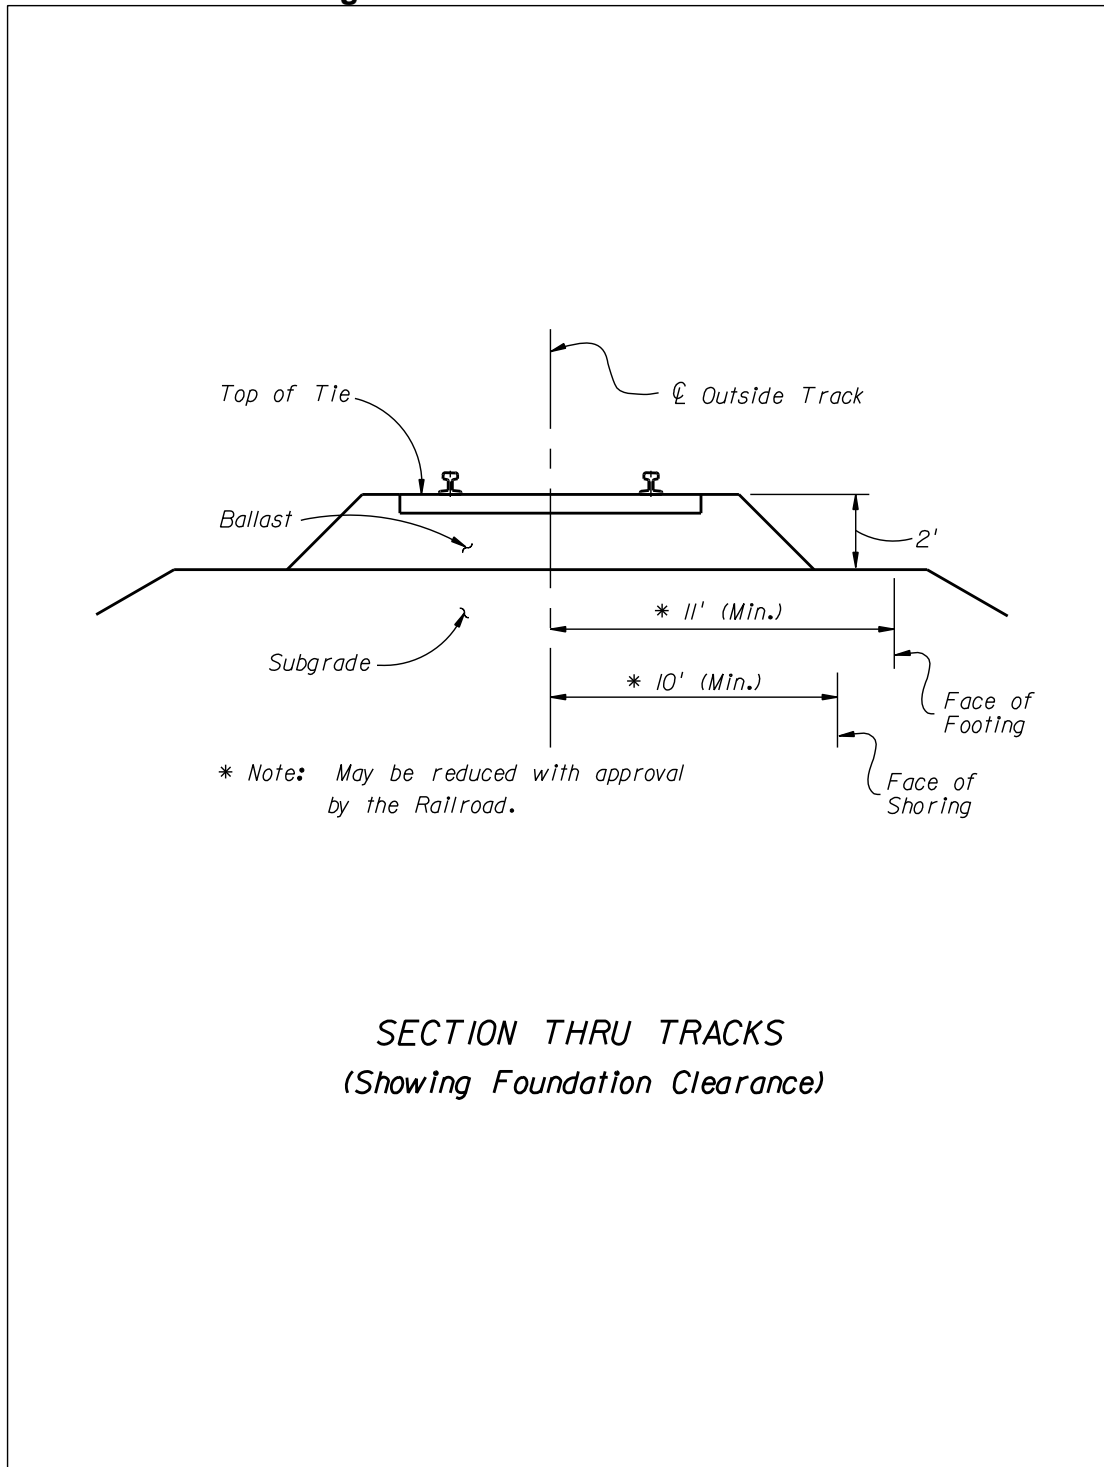 Top of Tie
℄ Outside Track
Ballast
2'
* 11' (Min.)
Subgrade
* 10' (Min.)
Face of
Footing
* Note: May be reduced with approval
by the Railroad.
Face of
Shoring
SECTION THRU TRACKS
(Showing Foundation Clearance)